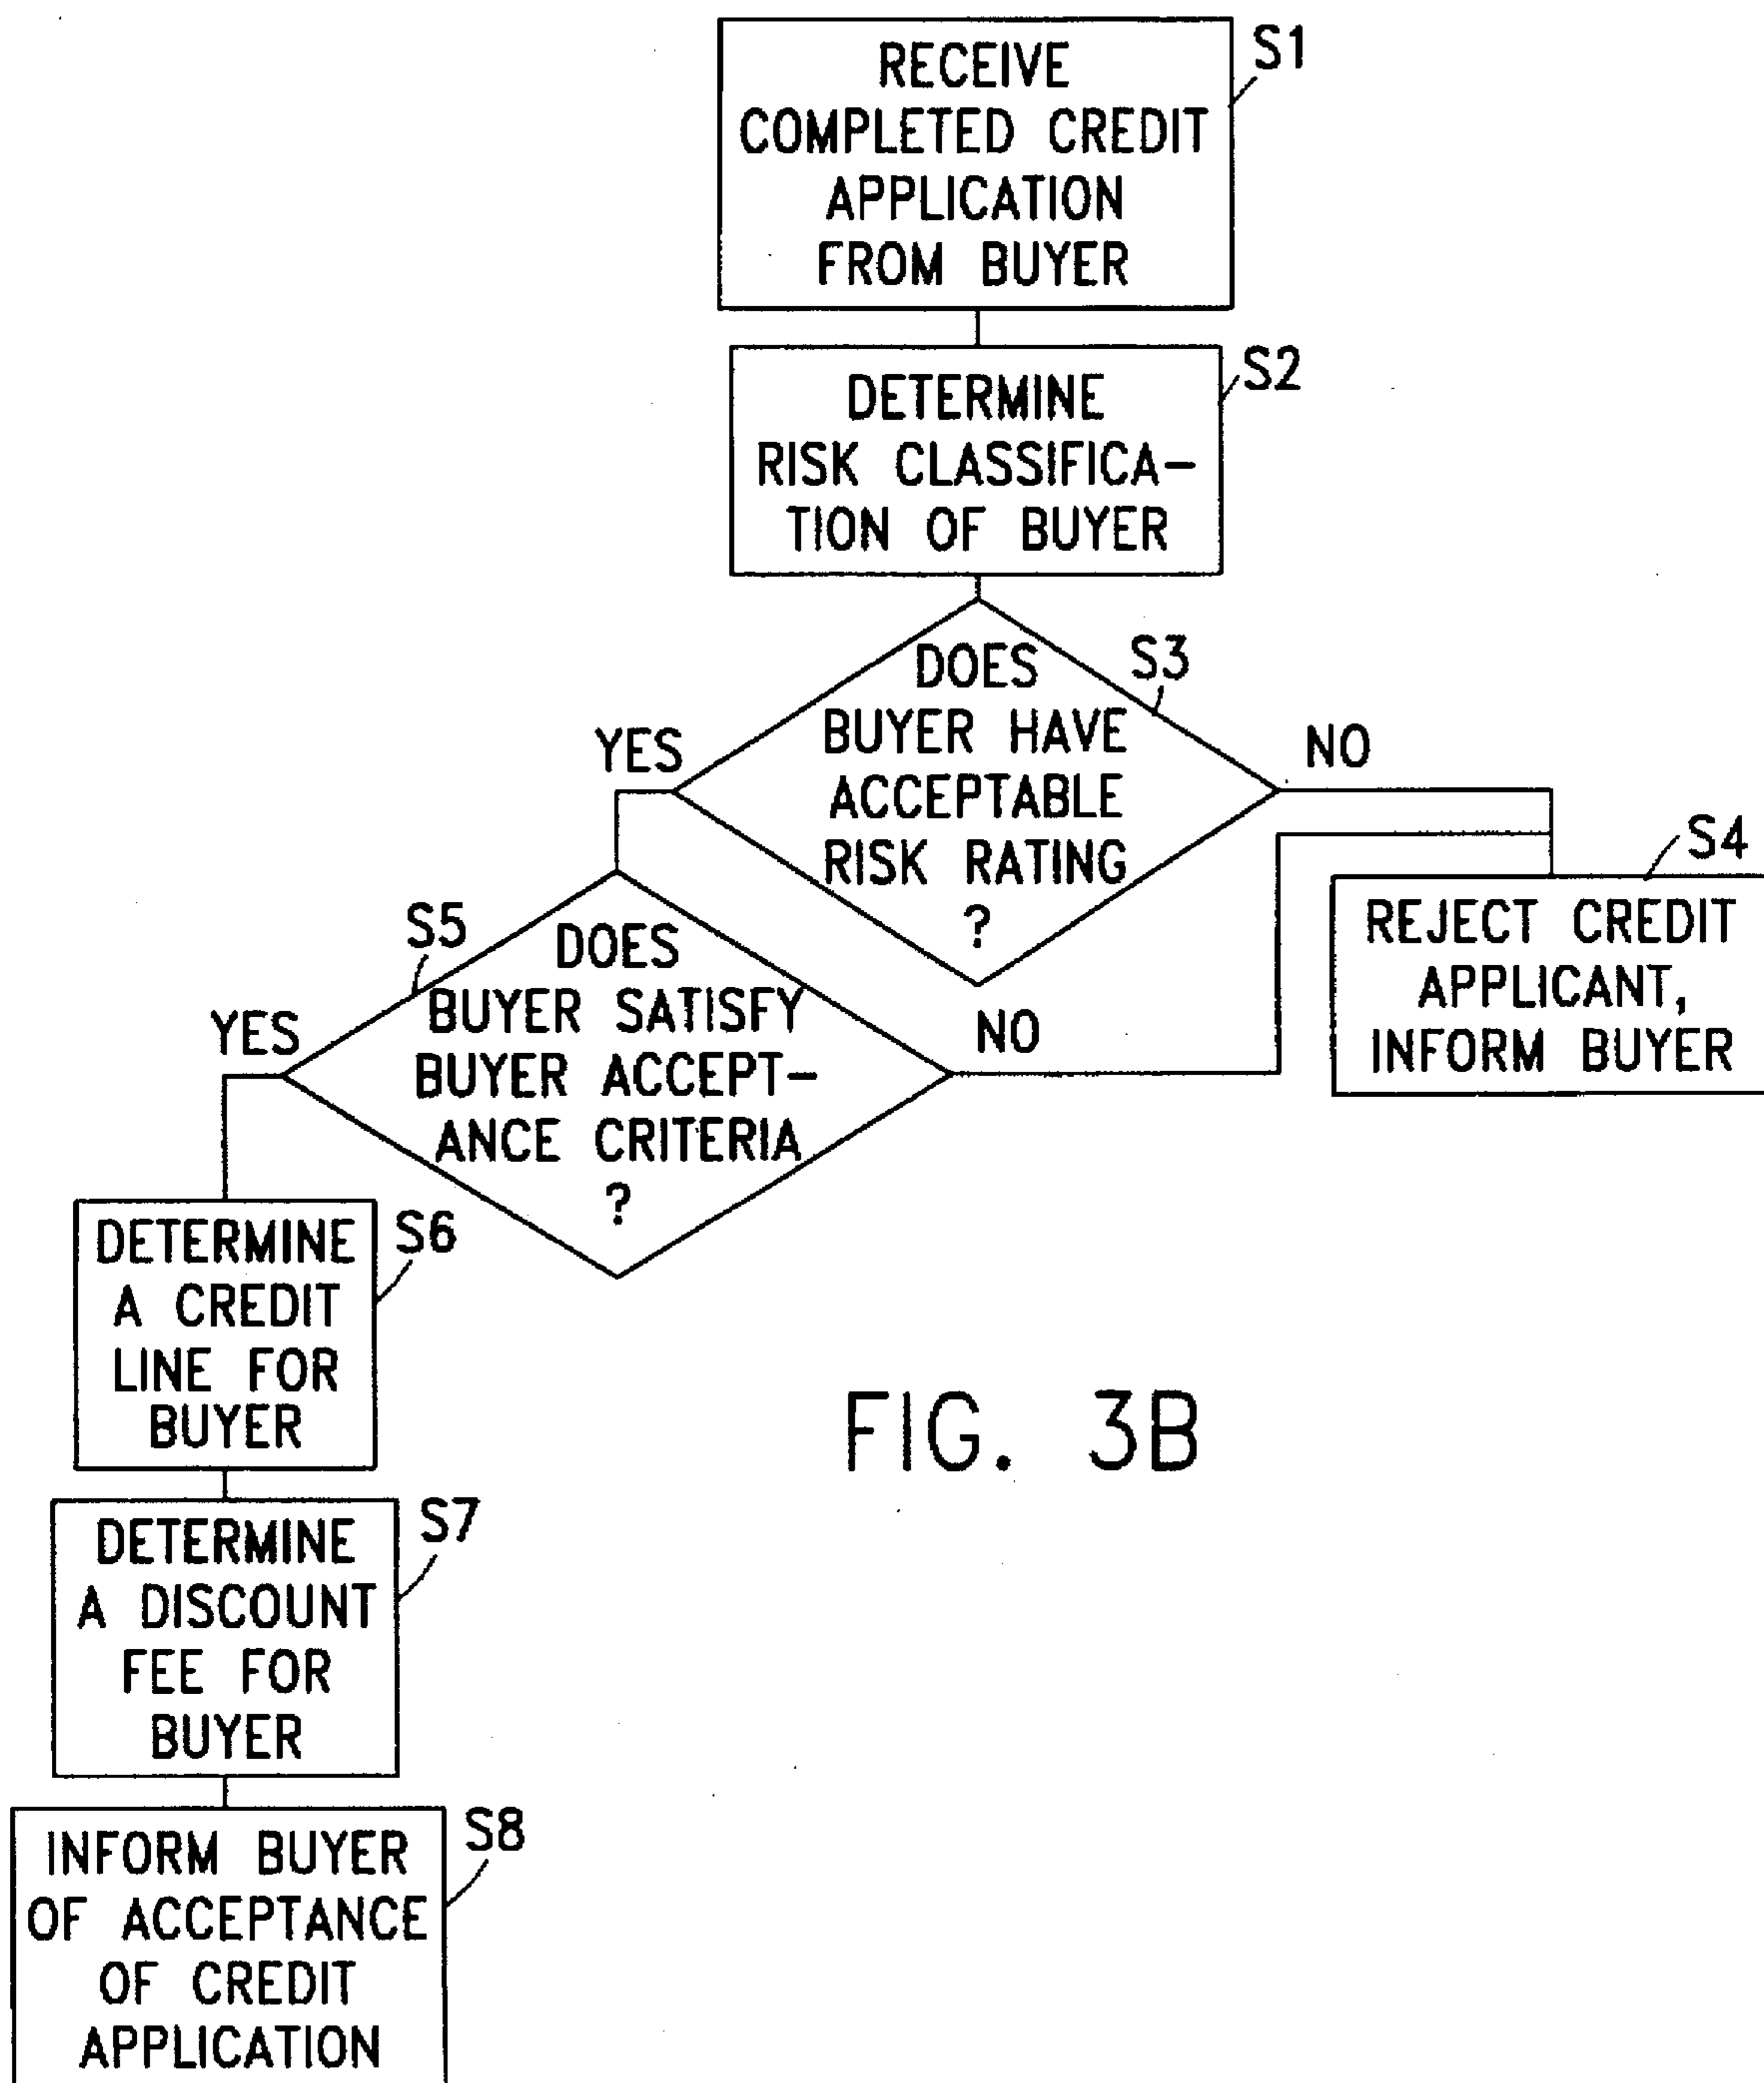 RECEIVE
COMPLETED CREDIT
APPLICATION
FROM BUYER
S1
DETERMINE
RISK CLASSIFICA-
TION OF BUYER
S2
DOES
BUYER HAVE
ACCEPTABLE
RISK RATING
?
S3
YES
NO
S4
REJECT CREDIT
APPLICANT,
INFORM BUYER
S5
DOES
BUYER SATISFY
BUYER ACCEPT-
ANCE CRITERIA
?
YES
NO
DETERMINE
A CREDIT
LINE FOR
BUYER
S6
DETERMINE
A DISCOUNT
FEE FOR
BUYER
S7
INFORM BUYER
OF ACCEPTANCE
OF CREDIT
APPLICATION
S8
FIG. 3B